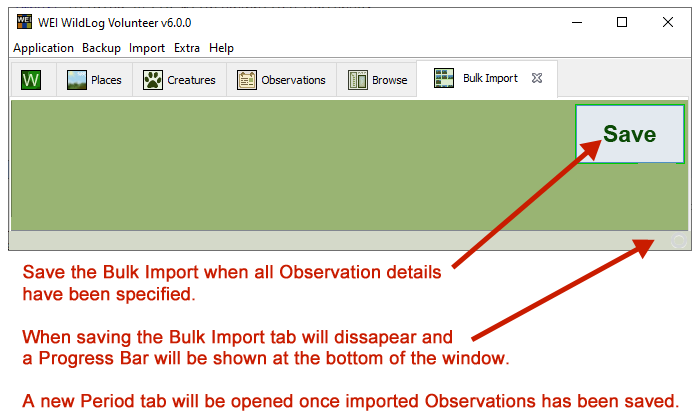 WEI WildLog Volunteer v6.0.0
Application Backup Import Extra Help
W Places Creatures Observations Browse Bulk Import
Save
Save the Bulk Import when all Observation details
have been specified.
When saving the Bulk Import tab will dissapear and
a Progress Bar will be shown at the bottom of the window.
A new Period tab will be opened once imported Observations has been saved.